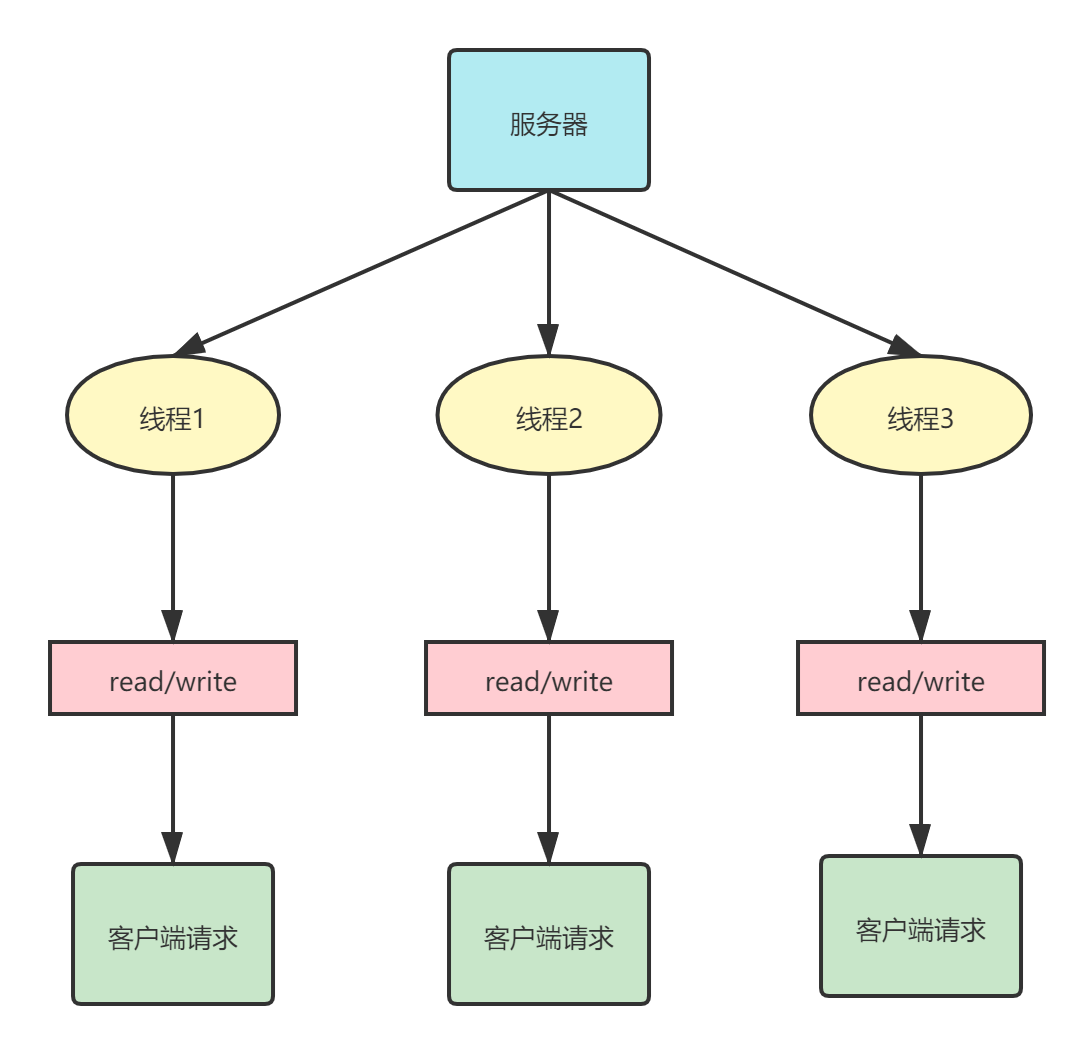 服务器
线程1
线程2
线程3
read/write
read/write
read/write
客户端请求
客户端请求
客户端请求